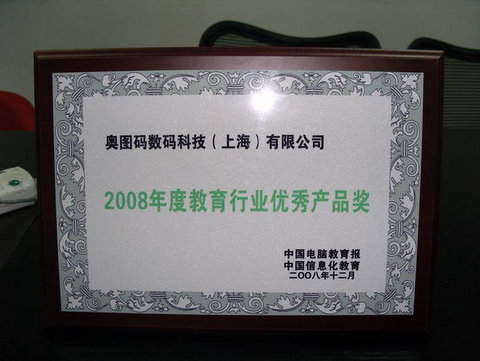 奥图码数码科技（上海）有限公司
2008年度教育行业优秀产品奖
中国电脑教育报
中国信息化教育
二〇〇八年十二月